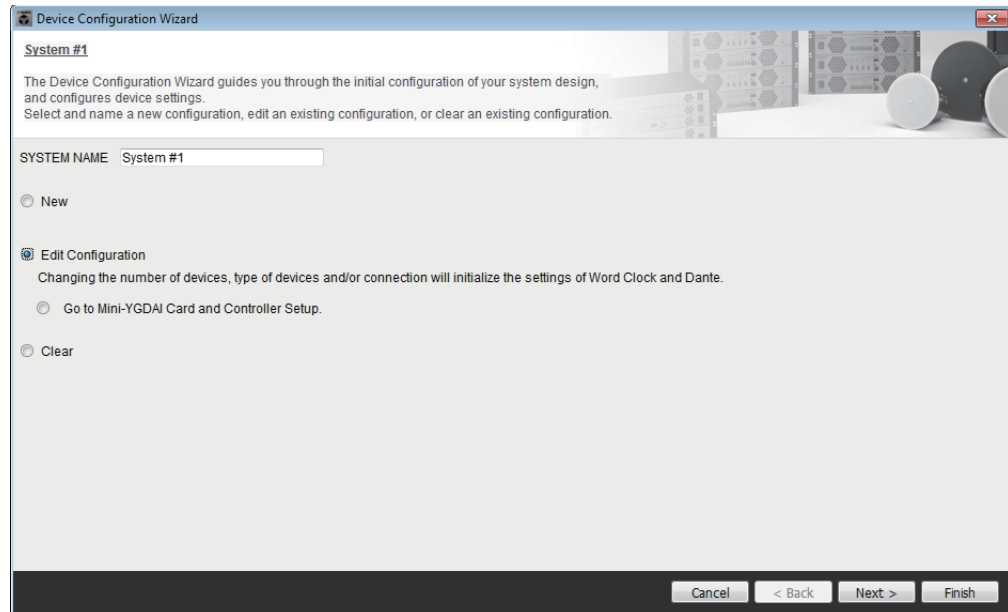 Device Configuration Wizard
System #1
The Device Configuration Wizard guides you through the initial configuration of your system design,
and configures device settings.
Select and name a new configuration, edit an existing configuration, or clear an existing configuration.
SYSTEM NAME System #1
New
Edit Configuration
Changing the number of devices, type of devices and/or connection will initialize the settings of Word Clock and Dante.
Go to Mini-YGDAI Card and Controller Setup.
Clear
Cancel < Back Next > Finish